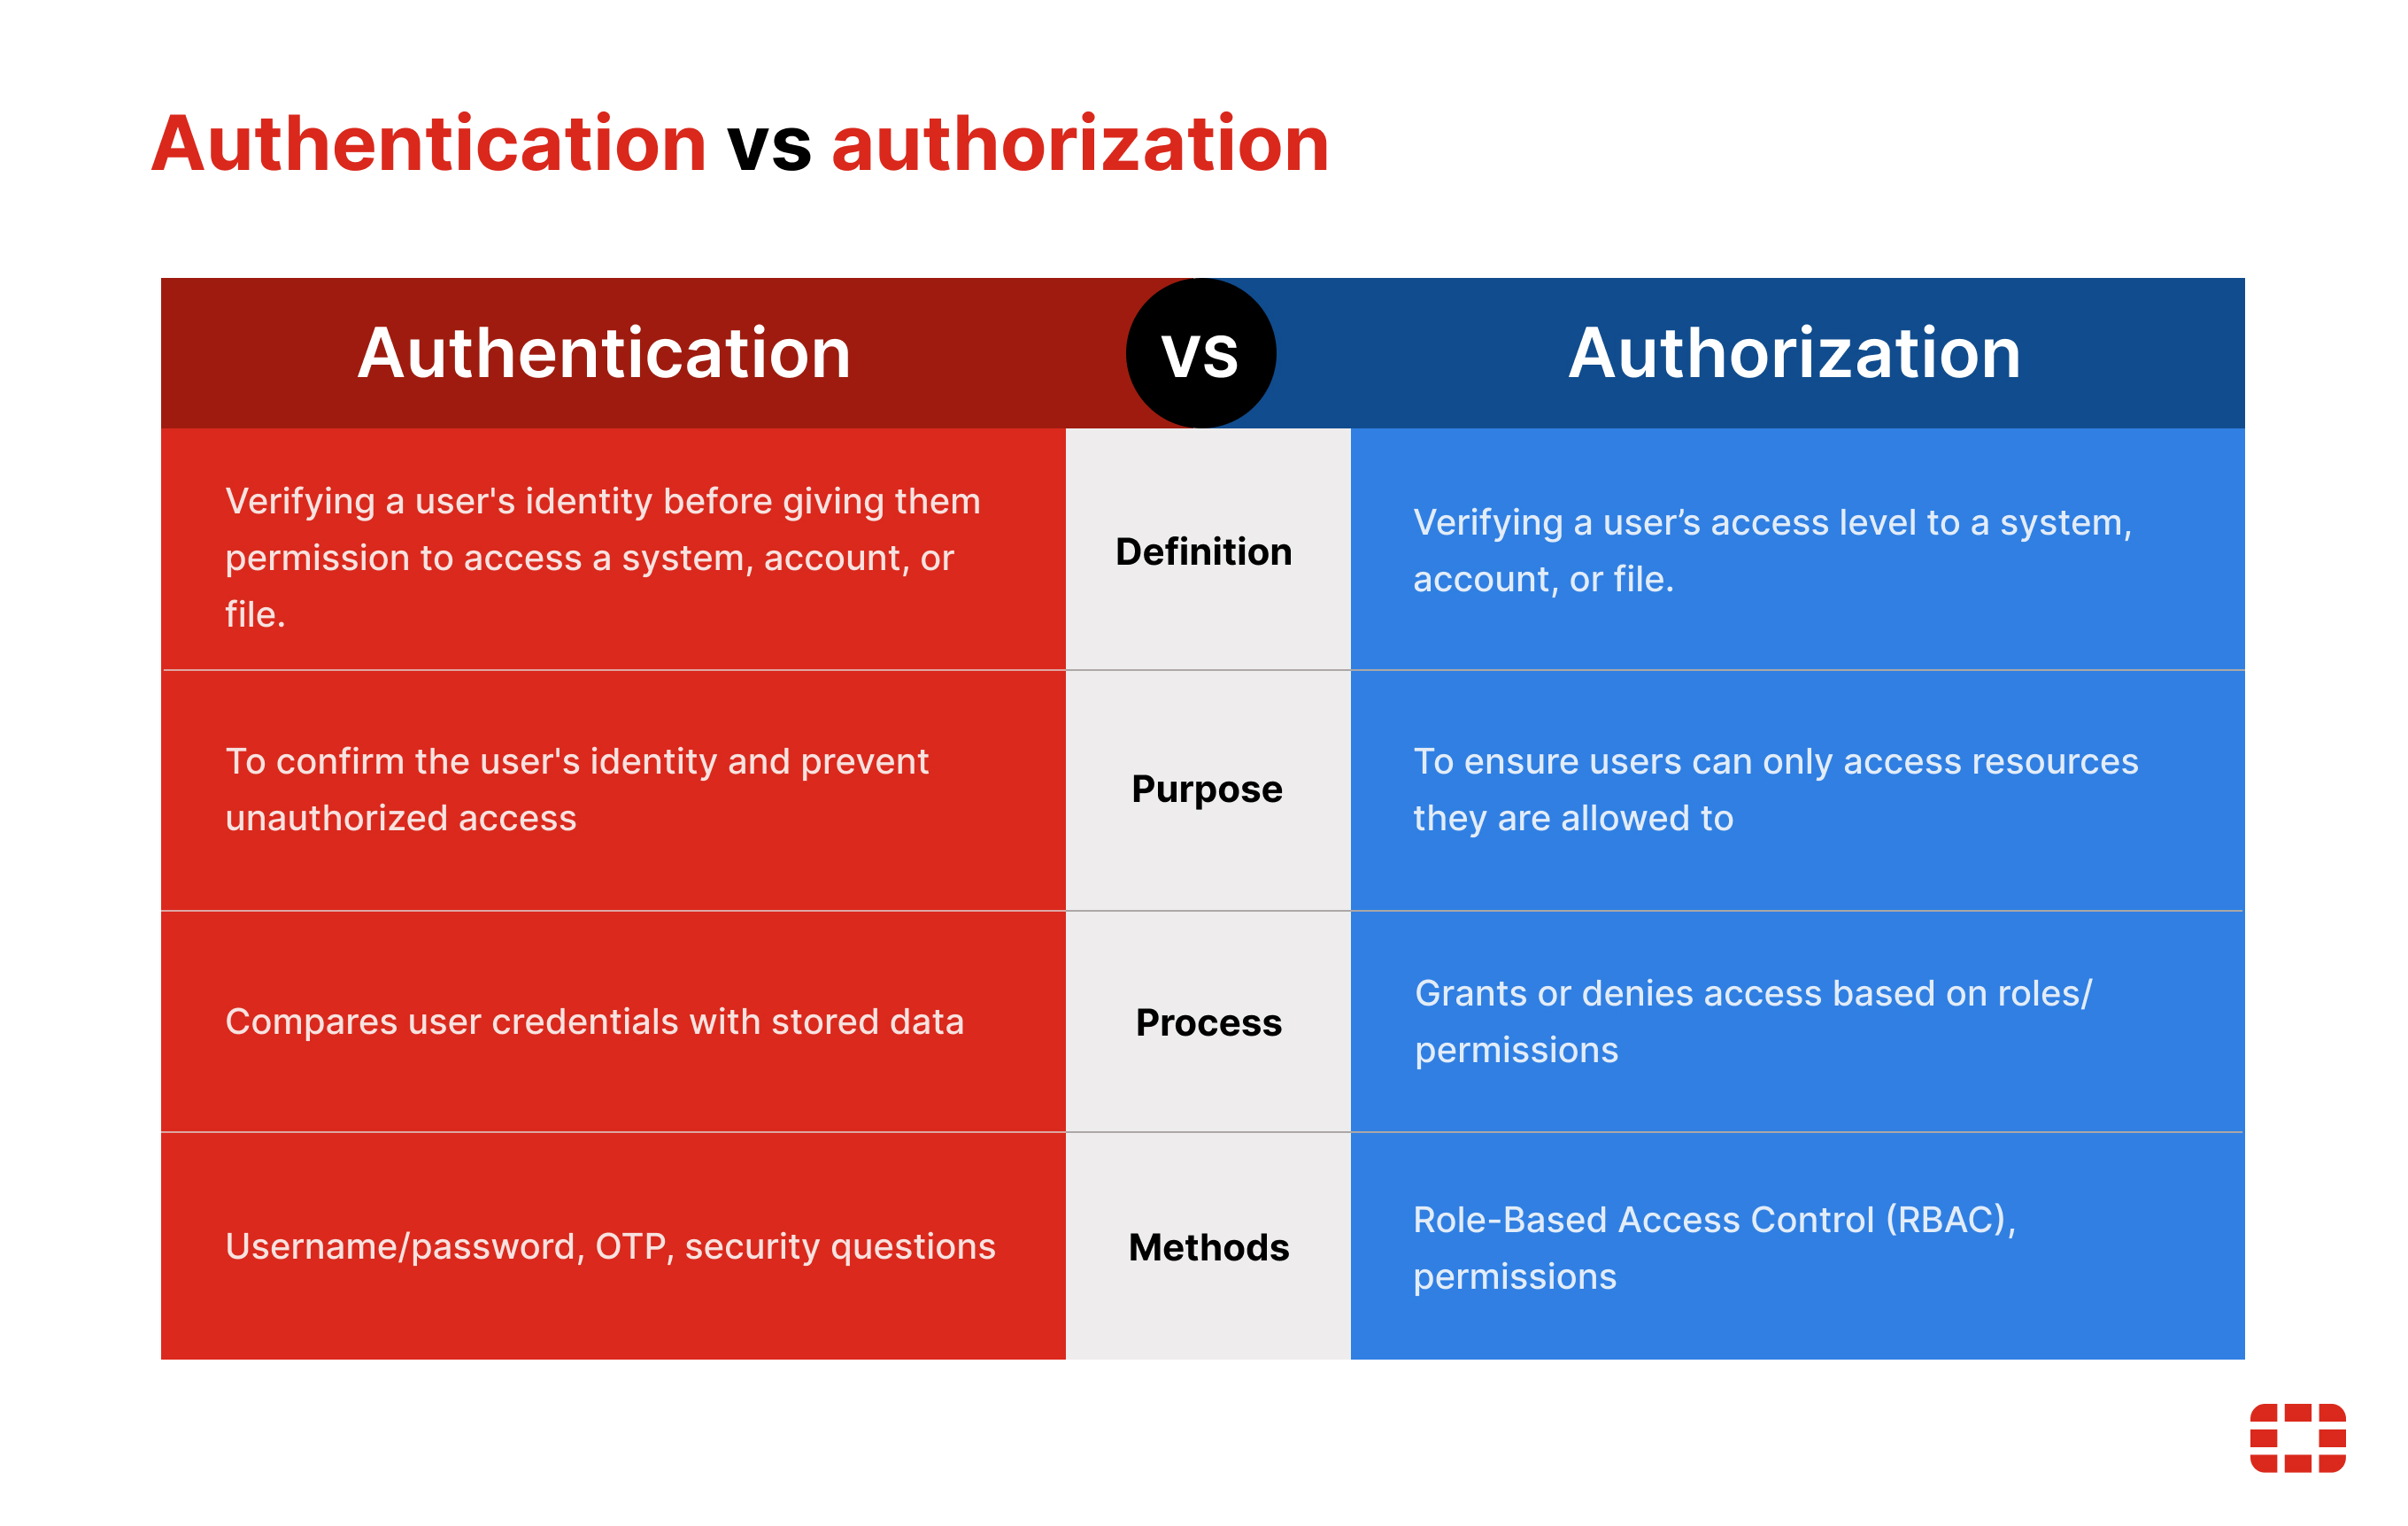 Authentication vs authorization
Authentication
VS
Authorization
Verifying a user's identity before giving them
permission to access a system, account, or
file.
Definition
Verifying a user’s access level to a system,
account, or file.
To confirm the user's identity and prevent
unauthorized access
Purpose
To ensure users can only access resources
they are allowed to
Compares user credentials with stored data
Process
Grants or denies access based on roles/
permissions
Username/password, OTP, security questions
Methods
Role-Based Access Control (RBAC),
permissions